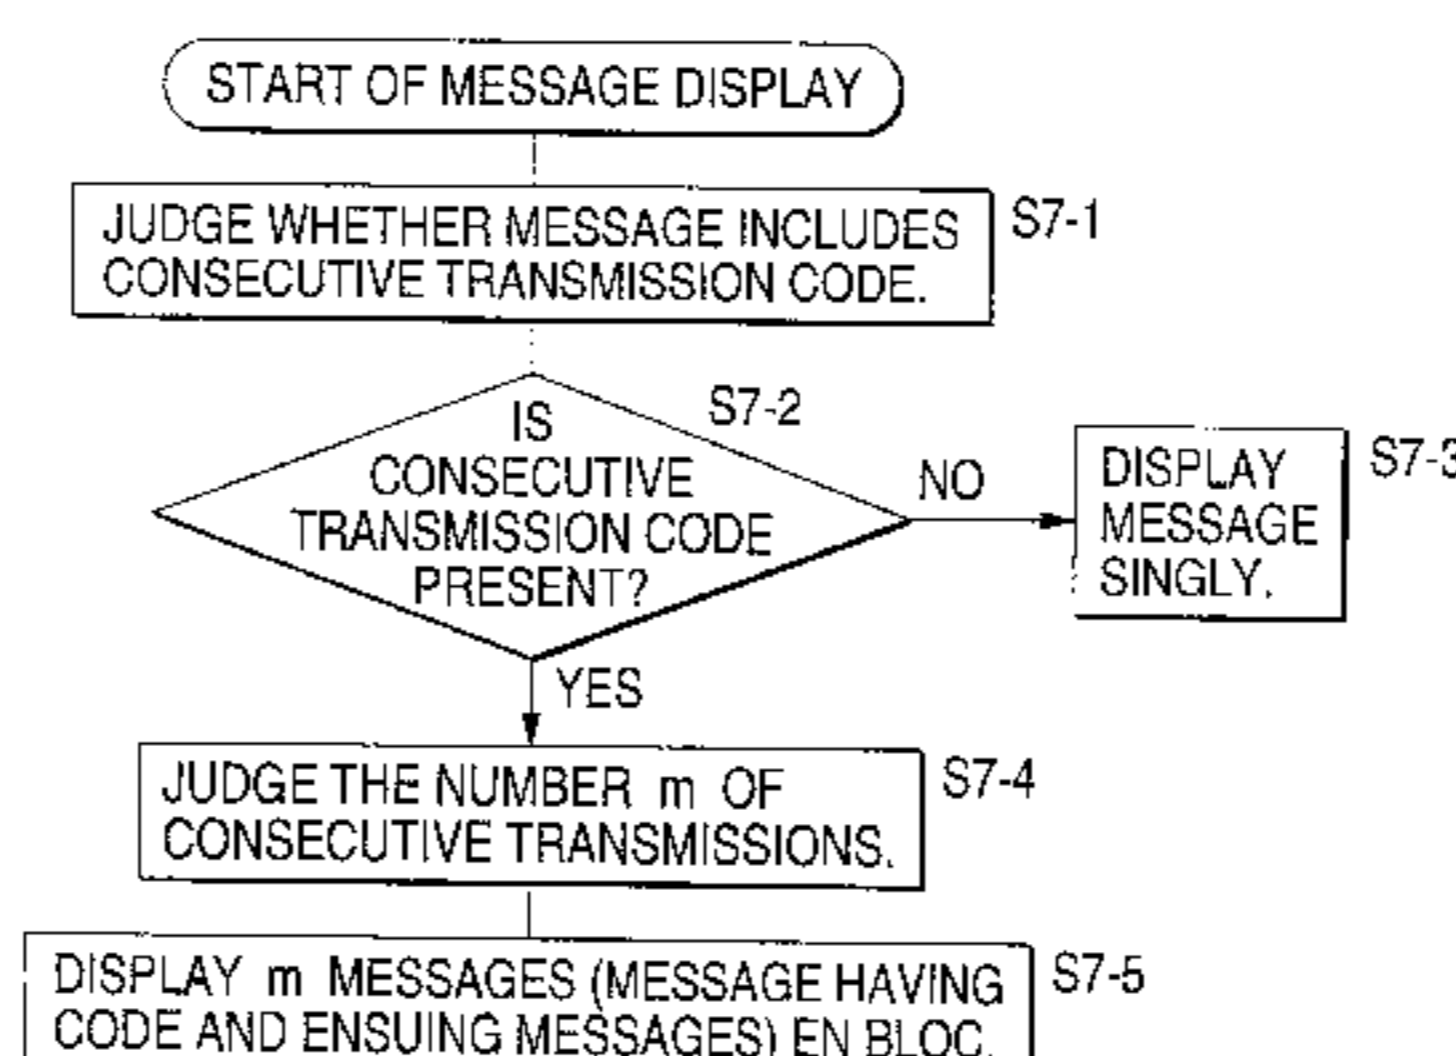 START OF MESSAGE DISPLAY
JUDGE WHETHER MESSAGE INCLUDES
CONSECUTIVE TRANSMISSION CODE.
S7-1
IS
CONSECUTIVE
TRANSMISSION CODE
PRESENT?
S7-2
NO
DISPLAY
MESSAGE
SINGLY.
S7-3
YES
JUDGE THE NUMBER m OF
CONSECUTIVE TRANSMISSIONS.
S7-4
DISPLAY m MESSAGES (MESSAGE HAVING
CODE AND ENSUING MESSAGES) EN BLOC.
S7-5